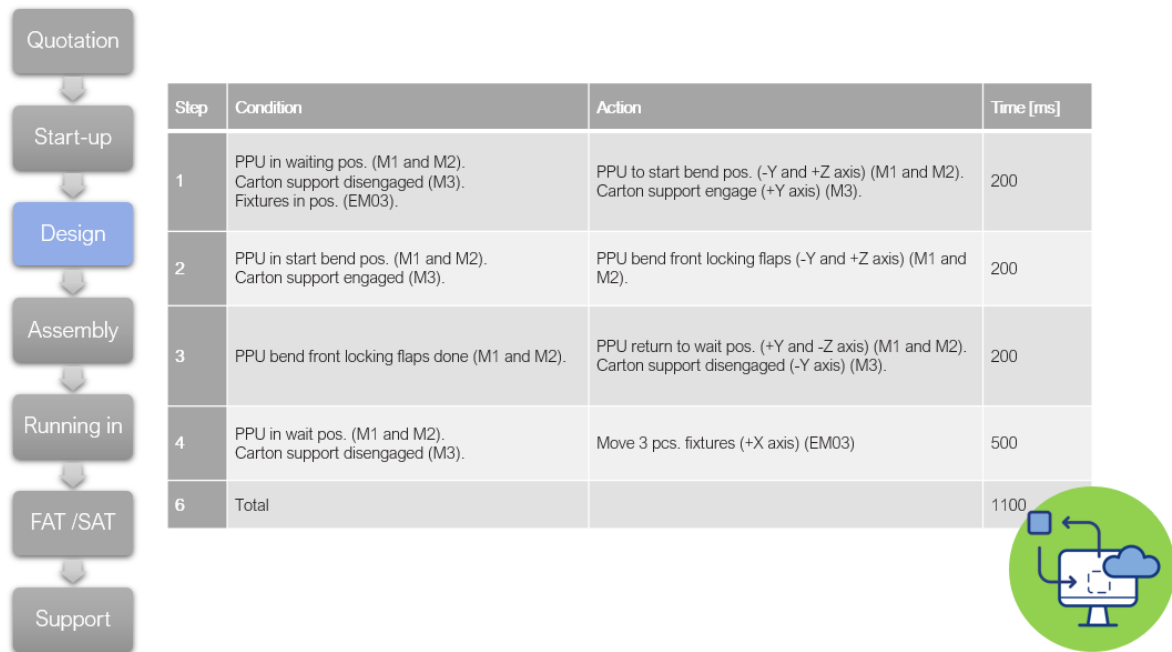 Quotation
Start-up
Design
Assembly
Running in
FAT /SAT
Support
Step Condition Action Time [ms]
1
PPU in waiting pos. (M1 and M2).
Carton support disengaged (M3).
Fixtures in pos. (EM03).
PPU to start bend pos. (-Y and +Z axis) (M1 and M2).
Carton support engage (+Y axis) (M3).
200
2
PPU in start bend pos. (M1 and M2).
Carton support engaged (M3).
PPU bend front locking flaps (-Y and +Z axis) (M1 and
M2).
200
3
PPU bend front locking flaps done (M1 and M2).
PPU return to wait pos. (+Y and -Z axis) (M1 and M2).
Carton support disengaged (-Y axis) (M3).
200
4
PPU in wait pos. (M1 and M2).
Carton support disengaged (M3).
Move 3 pcs. fixtures (+X axis) (EM03)
500
6 Total 1100